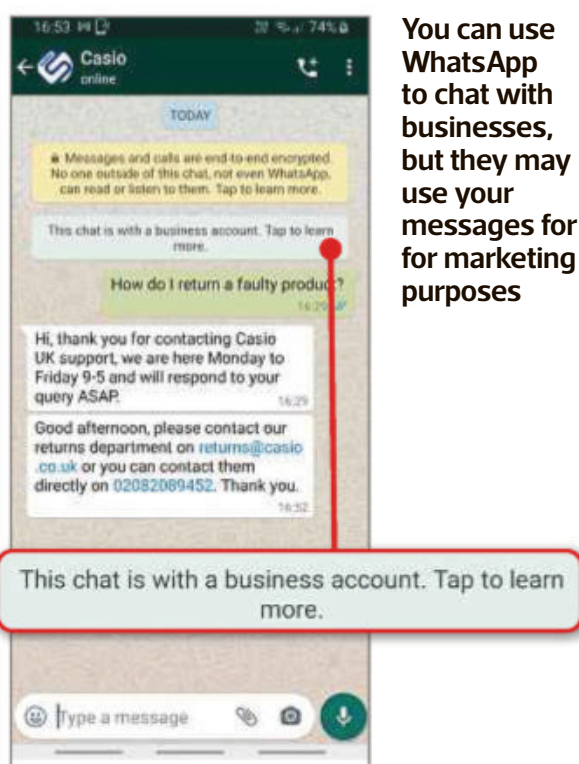 16:53
74%
Casio
online
TODAY
Messages and calls are end-to-end encrypted.
No one outside of this chat, not even WhatsApp,
can read or listen to them. Tap to learn more.
This chat is with a business account. Tap to learn
more.
How do I return a faulty product?
16:29
Hi, thank you for contacting Casio
UK support, we are here Monday to
Friday 9-5 and will respond to your
query ASAP.
16:29
Good afternoon, please contact our
returns department on returns@casio
.co.uk or you can contact them
directly on 02082089452. Thank you.
16:52
This chat is with a business account. Tap to learn
more.
Type a message
You can use
WhatsApp
to chat with
businesses,
but they may
use your
messages for
for marketing
purposes